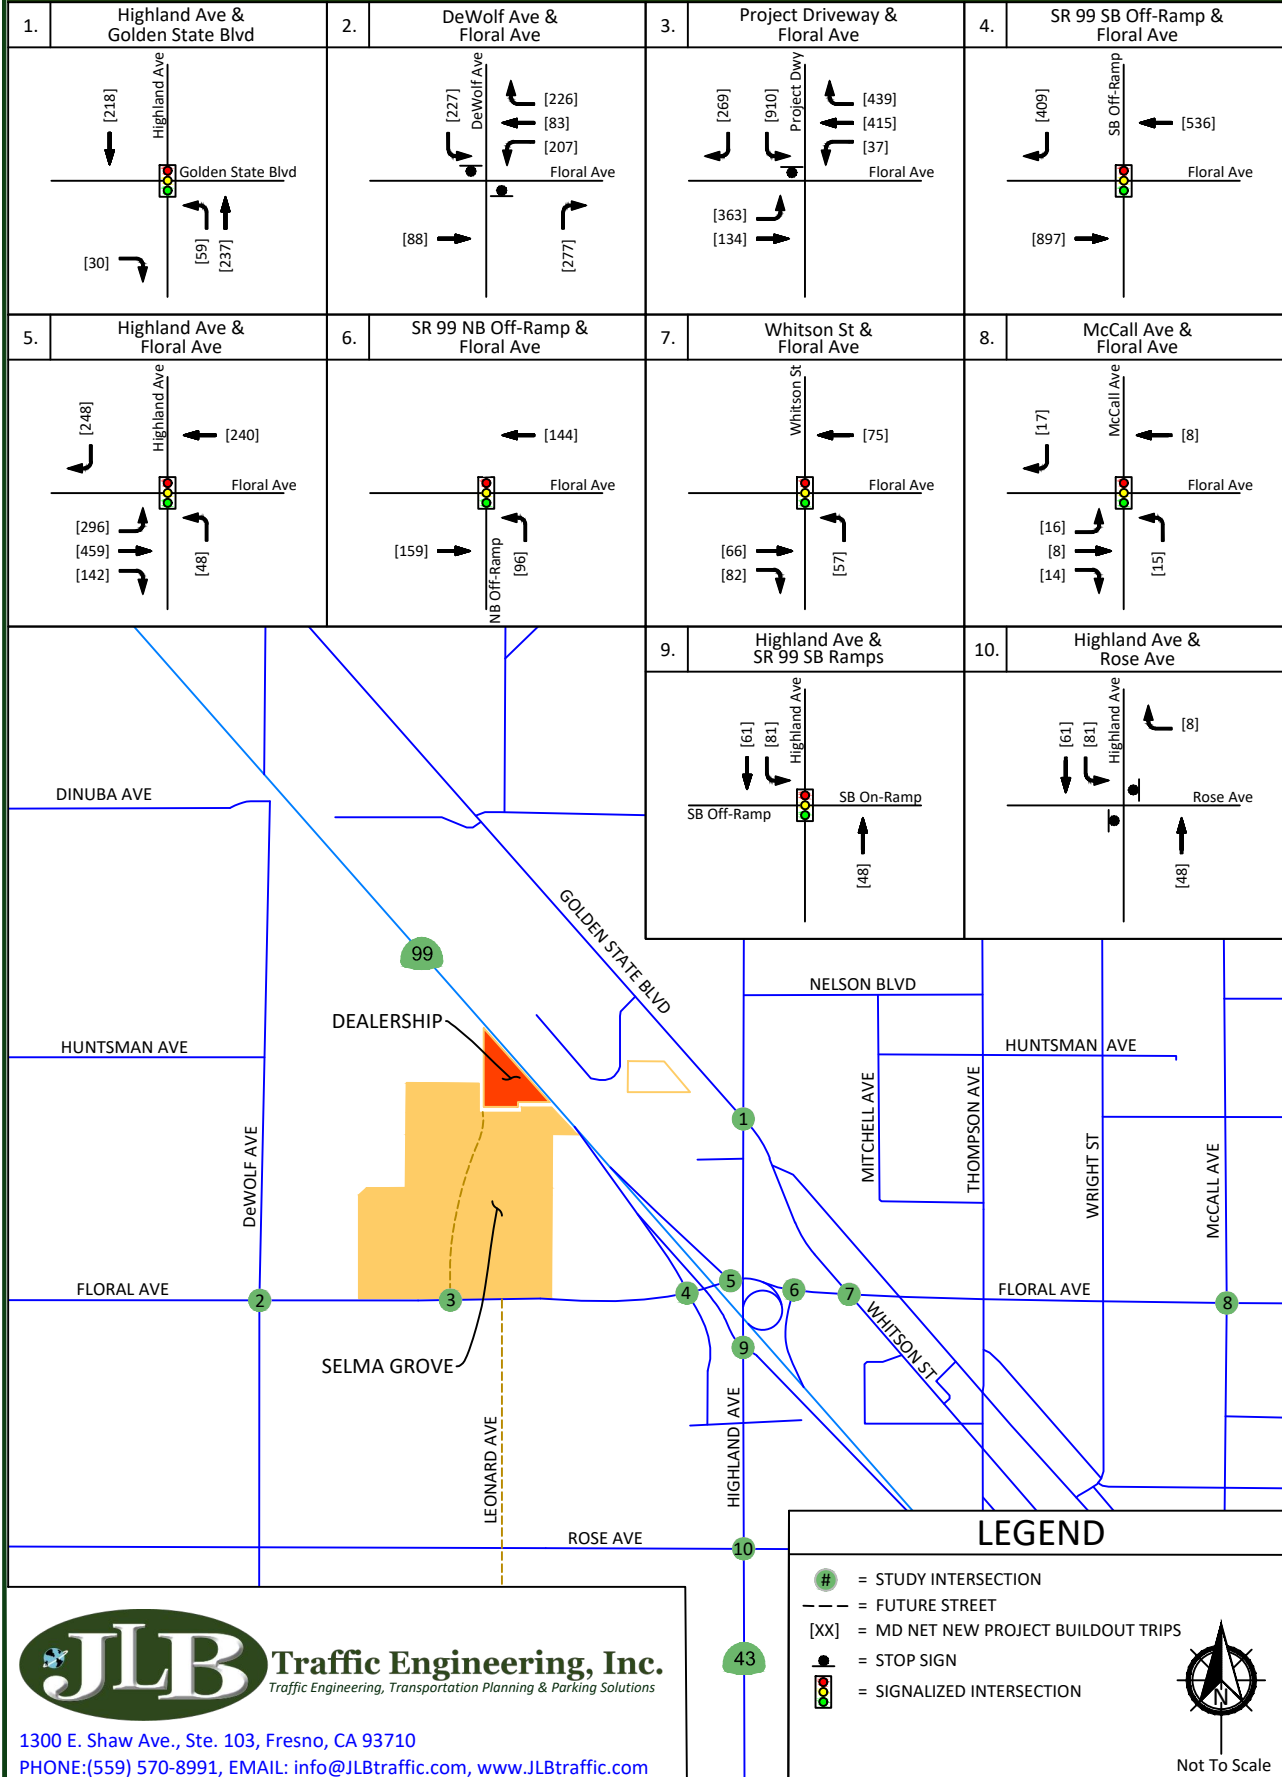 1.
Highland Ave &
Golden State Blvd
[218]
Highland Ave
Golden State Blvd
[30]
[59]
[237]
2.
DeWolf Ave &
Floral Ave
[227]
DeWolf Ave
[226]
[83]
[207]
Floral Ave
[88]
[277]
3.
Project Driveway &
Floral Ave
[269]
[910]
Project Dwy
[439]
[415]
[37]
Floral Ave
[363]
[134]
4.
SR 99 SB Off-Ramp &
Floral Ave
[409]
SB Off-Ramp
[536]
Floral Ave
[897]
5.
Highland Ave &
Floral Ave
[248]
Highland Ave
[240]
Floral Ave
[296]
[459]
[142]
[48]
6.
SR 99 NB Off-Ramp &
Floral Ave
[144]
Floral Ave
[159]
NB Off-Ramp
[96]
7.
Whitson St &
Floral Ave
Whitson St
[75]
Floral Ave
[66]
[82]
[57]
8.
McCall Ave &
Floral Ave
[17]
McCall Ave
[8]
Floral Ave
[16]
[8]
[14]
[15]
9.
Highland Ave &
SR 99 SB Ramps
[61]
[81]
Highland Ave
SB On-Ramp
SB Off-Ramp
[48]
10.
Highland Ave &
Rose Ave
[61]
[81]
Highland Ave
[8]
Rose Ave
[48]
DINUBA AVE
GOLDEN STATE BLVD
99
NELSON BLVD
DEALERSHIP
HUNTSMAN AVE
HUNTSMAN AVE
MITCHELL AVE
THOMPSON AVE
WRIGHT ST
McCALL AVE
DeWOLF AVE
1
FLORAL AVE
2
3
4
5
6
7
FLORAL AVE
8
SELMA GROVE
9
WHITSON ST
LEONARD AVE
HIGHLAND AVE
ROSE AVE
10
43
LEGEND
# = STUDY INTERSECTION
= FUTURE STREET
[XX] = MD NET NEW PROJECT BUILDOUT TRIPS
= STOP SIGN
= SIGNALIZED INTERSECTION
N
Not To Scale
JLB Traffic Engineering, Inc.
Traffic Engineering, Transportation Planning & Parking Solutions
1300 E. Shaw Ave., Ste. 103, Fresno, CA 93710
PHONE:(559) 570-8991, EMAIL: info@JLBtraffic.com, www.JLBtraffic.com